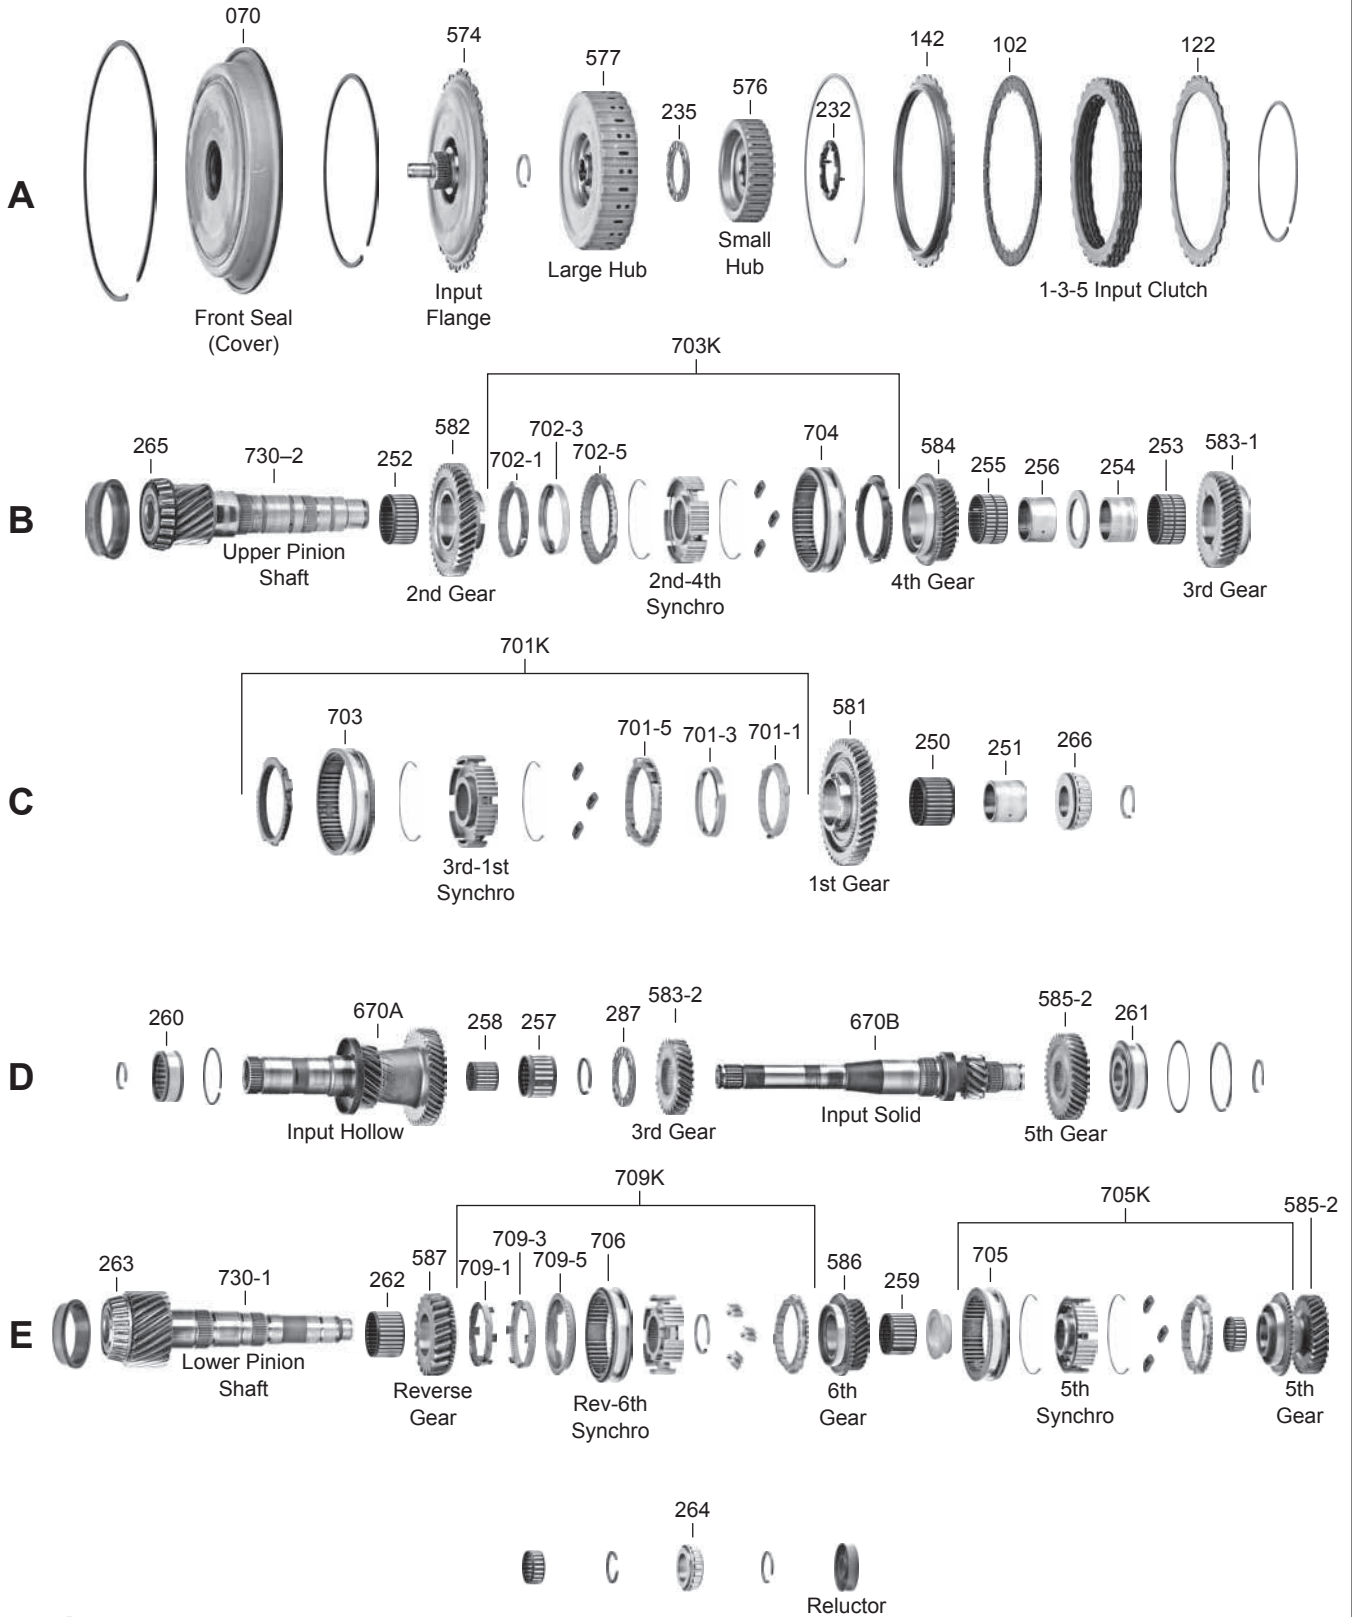 070
574
577
235
576
232
142
102
122
A
Large Hub
Small
Hub
1-3-5 Input Clutch
Input
Flange
Front Seal
(Cover)
703K
265
730–2
252
582
702-1
702-3
702-5
704
584
255
256
254
253
583-1
B
Upper Pinion
Shaft
2nd Gear
2nd-4th
Synchro
4th Gear
3rd Gear
701K
703
701-5
701-3
701-1
581
250
251
266
C
3rd-1st
Synchro
1st Gear
260
670A
258
257
287
583-2
670B
585-2
261
D
Input Hollow
3rd Gear
Input Solid
5th Gear
709K
705K
585-2
263
730-1
262
587
709-1
709-3
709-5
706
586
259
705
E
Lower Pinion
Shaft
Reverse
Gear
Rev-6th
Synchro
6th
Gear
5th
Synchro
5th
Gear
264
Reluctor